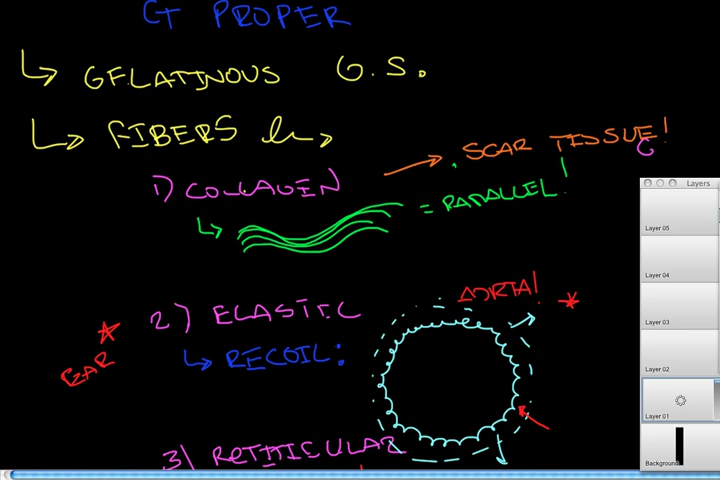 CT PROPER
GELATINOUS G.S.
FIBERS
SCAR TISSUE!
1) COLLAGEN
= PARALLEL
AORTA!
2) ELASTIC
EAR
RECOIL:
3) RETITICULAR
Layers
Layer 05
Layer 04
Layer 03
Layer 02
Layer 01
Background